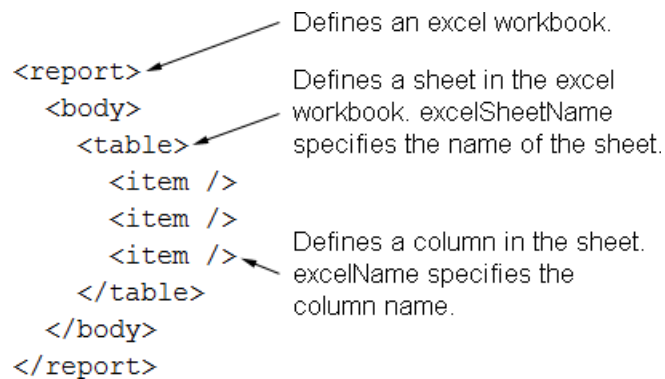 Defines an excel workbook.
<report>
Defines a sheet in the excel
<body>
workbook. excelSheetName
<table>
specifies the name of the sheet.
<item />
<item />
<item />
Defines a column in the sheet.
excelName specifies the
column name.
</table>
</body>
</report>